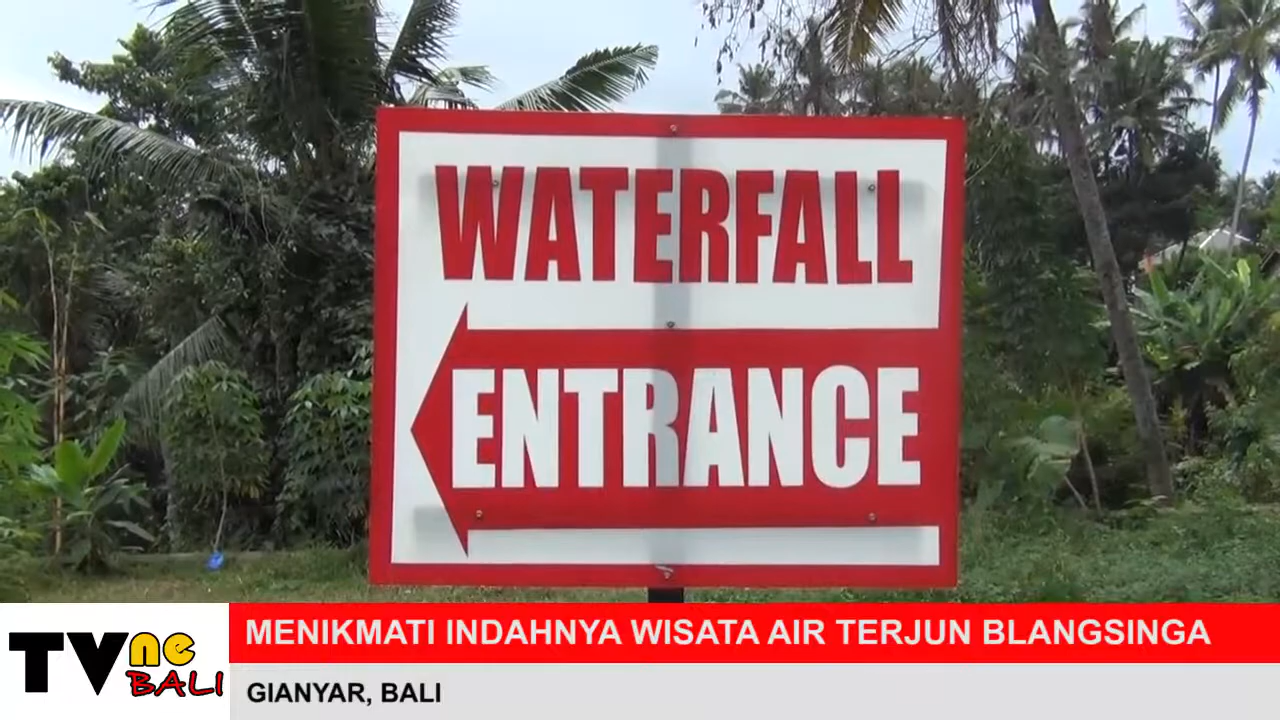 WATERFALL
ENTRANCE
TVne
BALI
MENIKMATI INDAHNYA WISATA AIR TERJUN BLANGSINGA
GIANYAR, BALI